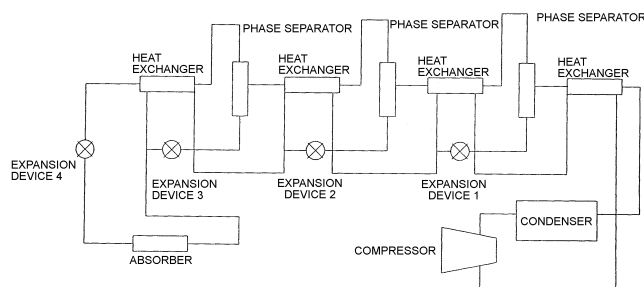 PHASE SEPARATOR
PHASE SEPARATOR
PHASE SEPARATOR
HEAT
EXCHANGER
HEAT
EXCHANGER
HEAT
EXCHANGER
HEAT
EXCHANGER
EXPANSION
DEVICE 4
EXPANSION
DEVICE 3
EXPANSION
DEVICE 2
EXPANSION
DEVICE 1
ABSORBER
COMPRESSOR
CONDENSER